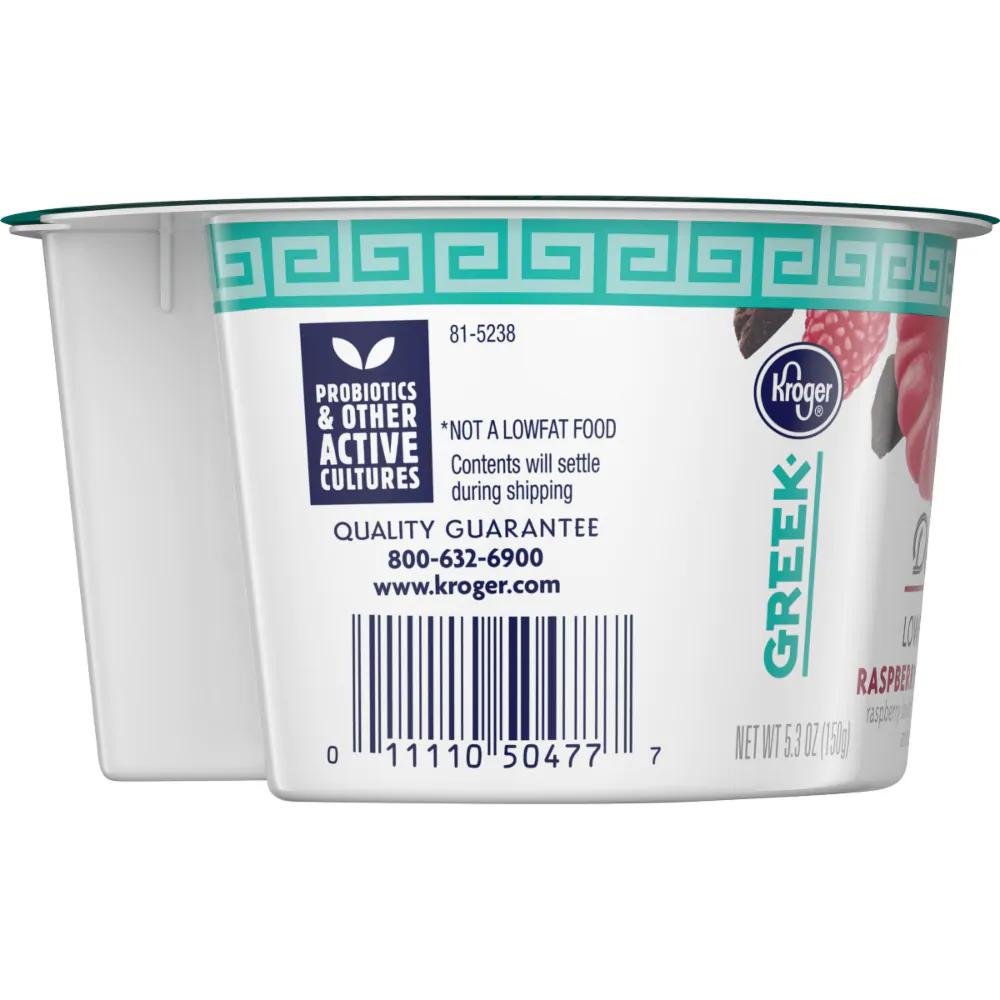 PROBIOTICS
& OTHER
ACTIVE
CULTURES
81-5238
*NOT A LOWFAT FOOD
Contents will settle
during shipping
QUALITY GUARANTEE
800-632-6900
www.kroger.com
0 11110 50477 7
Kroger®
GREEK
raspberry
NET WT 5.3 OZ (150g)